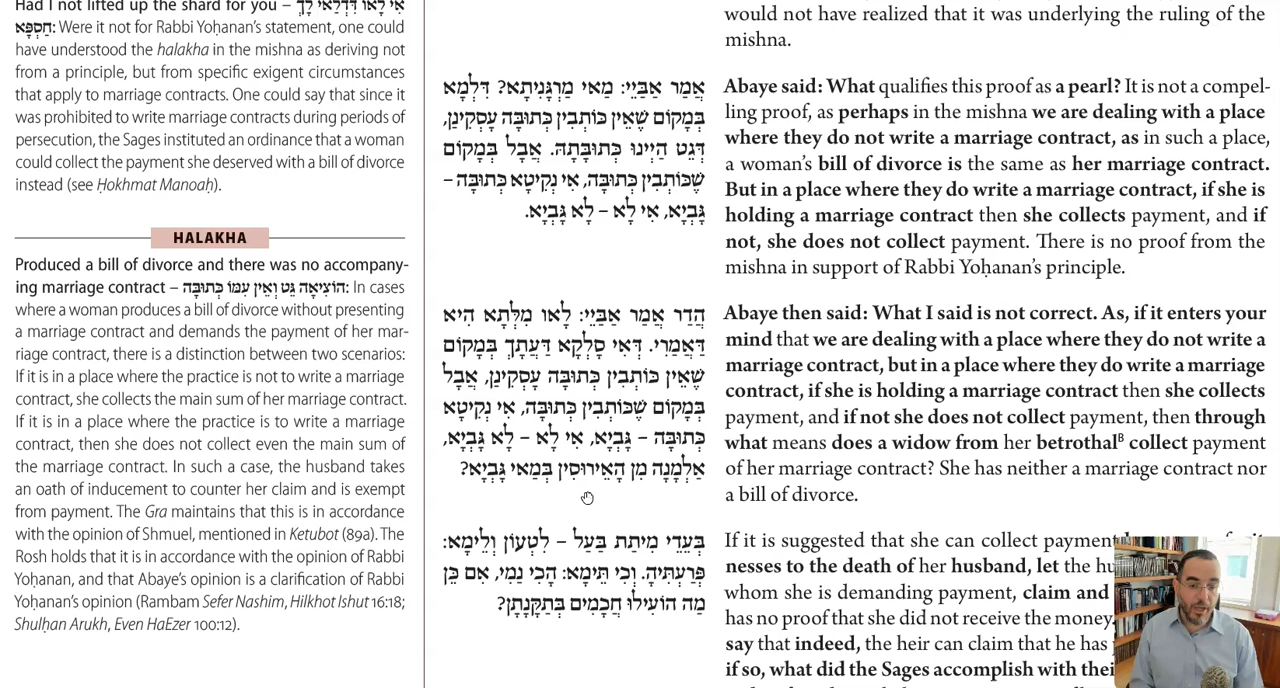 Had I not lifted up the shard for you – אִי לָאו דִּדְלַאי לָךְ
חַסְפָּא: Were it not for Rabbi Yoḥanan's statement, one could
have understood the halakha in the mishna as deriving not
from a principle, but from specific exigent circumstances
that apply to marriage contracts. One could say that since it
was prohibited to write marriage contracts during periods of
persecution, the Sages instituted an ordinance that a woman
could collect the payment she deserved with a bill of divorce
instead (see Ḥokhmat Manoaḥ).
HALAKHA
Produced a bill of divorce and there was no accompany-
ing marriage contract – הוֹצִיאָה גֵּט וְאֵין עִמּוֹ כְּתוּבָּה: In cases
where a woman produces a bill of divorce without presenting
a marriage contract and demands the payment of her mar-
riage contract, there is a distinction between two scenarios:
If it is in a place where the practice is not to write a marriage
contract, she collects the main sum of her marriage contract.
If it is in a place where the practice is to write a marriage
contract, then she does not collect even the main sum of
the marriage contract. In such a case, the husband takes
an oath of inducement to counter her claim and is exempt
from payment. The Gra maintains that this is in accordance
with the opinion of Shmuel, mentioned in Ketubot (89a). The
Rosh holds that it is in accordance with the opinion of Rabbi
Yoḥanan, and that Abaye's opinion is a clarification of Rabbi
Yoḥanan's opinion (Rambam Sefer Nashim, Hilkhot Ishut 16:18;
Shulḥan Arukh, Even HaEzer 100:12).
אֲמַר אַבַּיֵי: מַאי מַרְגָּנִיתָא? דִּלְמָא
בְּמָקוֹם שֶׁאֵין כּוֹתְבִין כְּתוּבָּה עָסְקִינַן,
דְּגֵט הַיְינוּ כְּתוּבָּתָהּ. אֲבָל בְּמָקוֹם
שֶׁכּוֹתְבִין כְּתוּבָּה, אִי נְקִיטָא כְּתוּבָּה –
גָּבְיָא, אִי לָא – לָא גָּבְיָא.
הֲדַר אֲמַר אַבַּיֵי: לָאו מִלְּתָא הִיא
דַּאֲמַרִי. דְּאִי סָלְקָא דַּעְתָּךְ בְּמָקוֹם
שֶׁאֵין כּוֹתְבִין כְּתוּבָּה עָסְקִינַן, אֲבָל
בְּמָקוֹם שֶׁכּוֹתְבִין כְּתוּבָּה, אִי נְקִיטָא
כְּתוּבָּה – גָּבְיָא, אִי לָא – לָא גָּבְיָא,
אַלְמָנָה מִן הָאֵירוּסִין בְּמַאי גָּבְיָא?
בְּעֵדֵי מִיתַת בַּעַל – לִטְעוֹן וְלֵימָא:
פְּרַעְתִּיהָ. וְכִי תֵּימָא: הָכִי נַמִי, אִם כֵּן
מָה הוֹעִילוּ חֲכָמִים בְּתַקָּנָתָן?
would not have realized that it was underlying the ruling of the
mishna.
Abaye said: What qualifies this proof as a pearl? It is not a compel-
ling proof, as perhaps in the mishna we are dealing with a place
where they do not write a marriage contract, as in such a place,
a woman's bill of divorce is the same as her marriage contract.
But in a place where they do write a marriage contract, if she is
holding a marriage contract then she collects payment, and if
not, she does not collect payment. There is no proof from the
mishna in support of Rabbi Yoḥanan's principle.
Abaye then said: What I said is not correct. As, if it enters your
mind that we are dealing with a place where they do not write a
marriage contract, but in a place where they do write a marriage
contract, if she is holding a marriage contract then she collects
payment, and if not she does not collect payment, then through
what means does a widow from her betrothalᴮ collect payment
of her marriage contract? She has neither a marriage contract nor
a bill of divorce.
If it is suggested that she can collect payment
nesses to the death of her husband, let the
whom she is demanding payment, claim and
has no proof that she did not receive the money.
say that indeed, the heir can claim that he has
if so, what did the Sages accomplish with